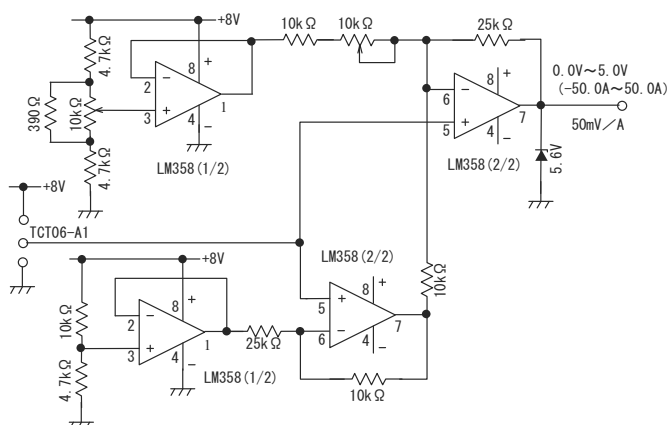 +8V
10kΩ
10kΩ
25kΩ
4.7kΩ
390Ω
10kΩ
4.7kΩ
2
−
8
+
3
+
4
−
1
LM358(1/2)
0.0V～5.0V
(−50.0A～50.0A)
50mV/A
6
−
8
+
5
+
4
−
7
LM358(2/2)
5.6V
+8V
TCT06-A1
+8V
10kΩ
4.7kΩ
2
−
8
+
3
+
4
−
1
LM358(1/2)
25kΩ
LM358(2/2)
5
+
8
+
6
−
4
−
7
10kΩ
10kΩ